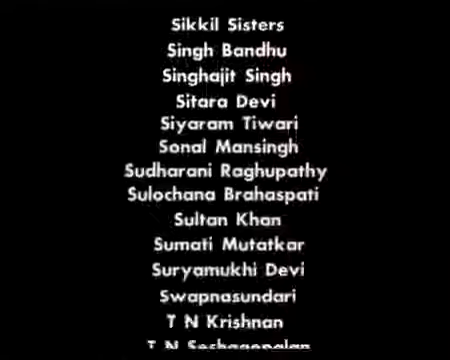 Sikkil Sisters
Singh Bandhu
Singhajit Singh
Sitara Devi
Siyaram Tiwari
Sonal Mansingh
Sudharani Raghupathy
Sulochana Brahaspati
Sultan Khan
Sumati Mutatkar
Suryamukhi Devi
Swapnasundari
T N Krishnan
T N Seshagopalan